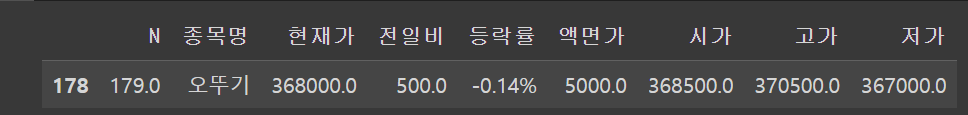 N 종목명 현재가 전일비 등락률 액면가 시가 고가 저가
178 179.0 오뚜기 368000.0 500.0 -0.14% 5000.0 368500.0 370500.0 367000.0